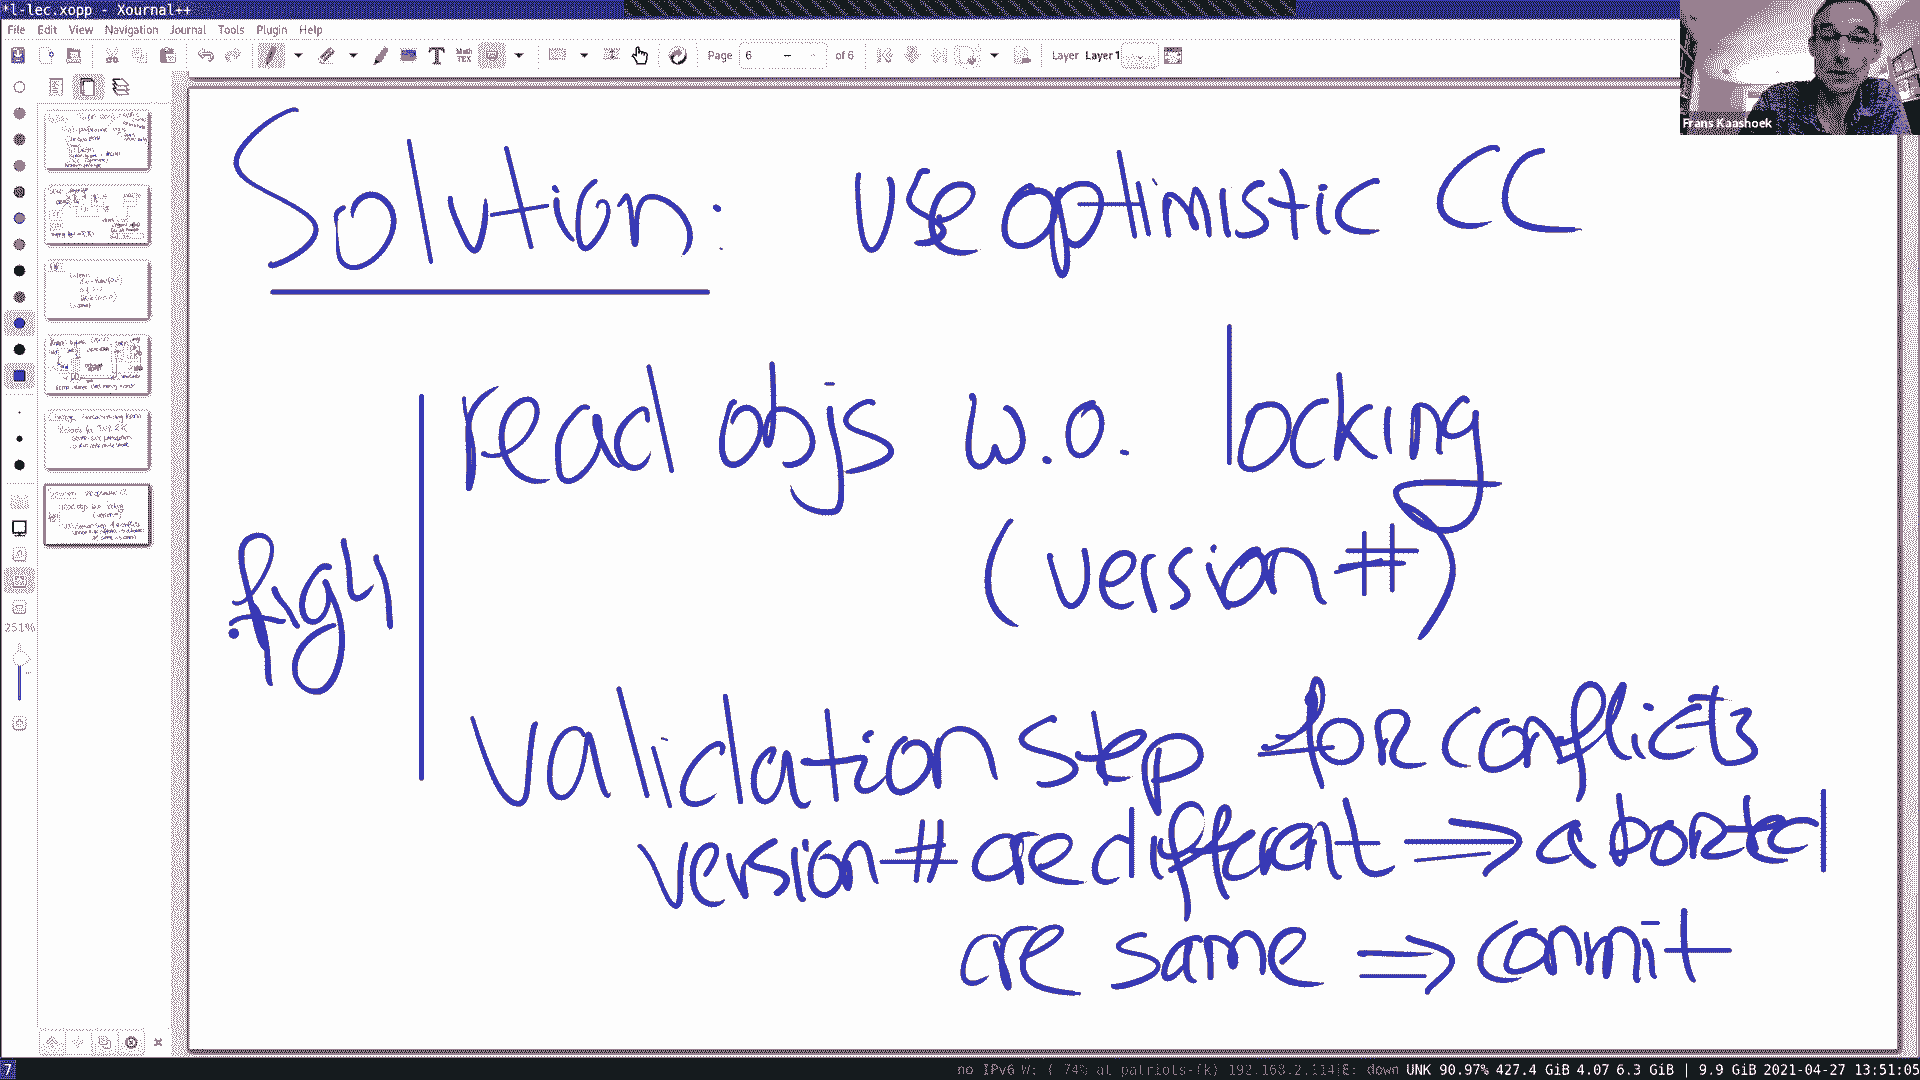 *l-lec.xopp - Xournal++
File Edit View Navigation Journal Tools Plugin Help
Page 6 of 6 Layer Layer 1
Frans Kaashoek
Solution: use optimistic CC
read objs w.o. locking
(version #)
fig 4
validation step for conflicts
version # are different ⇒ aborted
are same ⇒ commit
251%
7 no IPv6 W: ( 74% at patriots-fk) 192.168.2.114 E: down UNK 90.97% 427.4 GiB 4.07 6.3 GiB | 9.9 GiB 2021-04-27 13:51:05